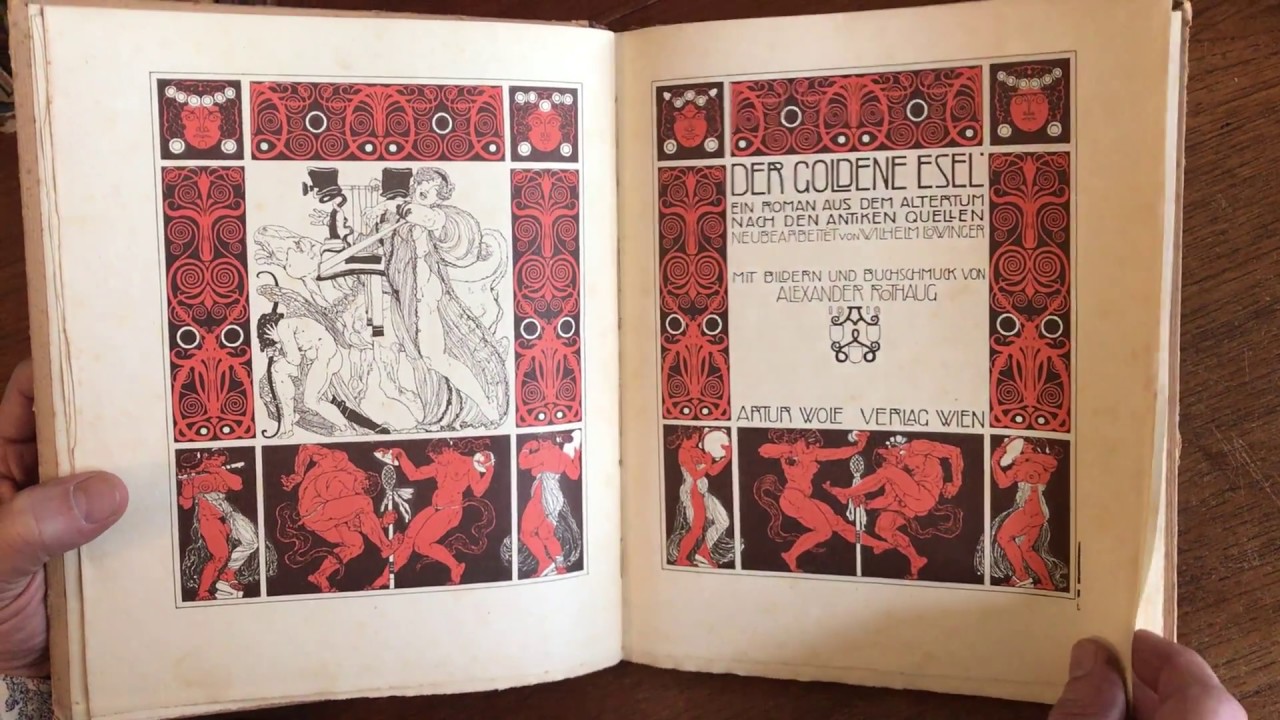 DER GOLDENE ESEL
EIN ROMAN AUS DEM ALTERTUM
NACH DEN ANTIKEN QUELLEN
NEUBEARBEITET VON WILHELM LÖWINGER
MIT BILDERN UND BUCHSCHMUCK VON
ALEXANDER ROTHAUG
ARTUR WOLF VERLAG WIEN